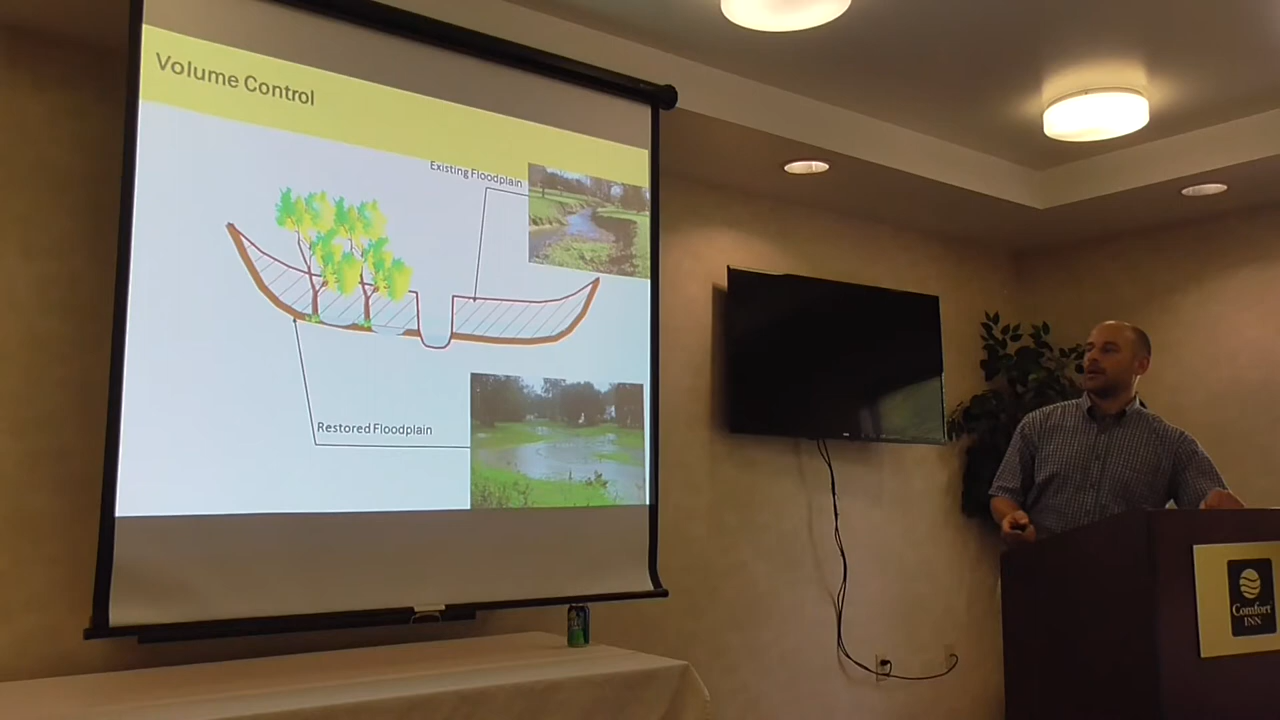 Volume Control
Existing Floodplain
Restored Floodplain
Comfort
INN